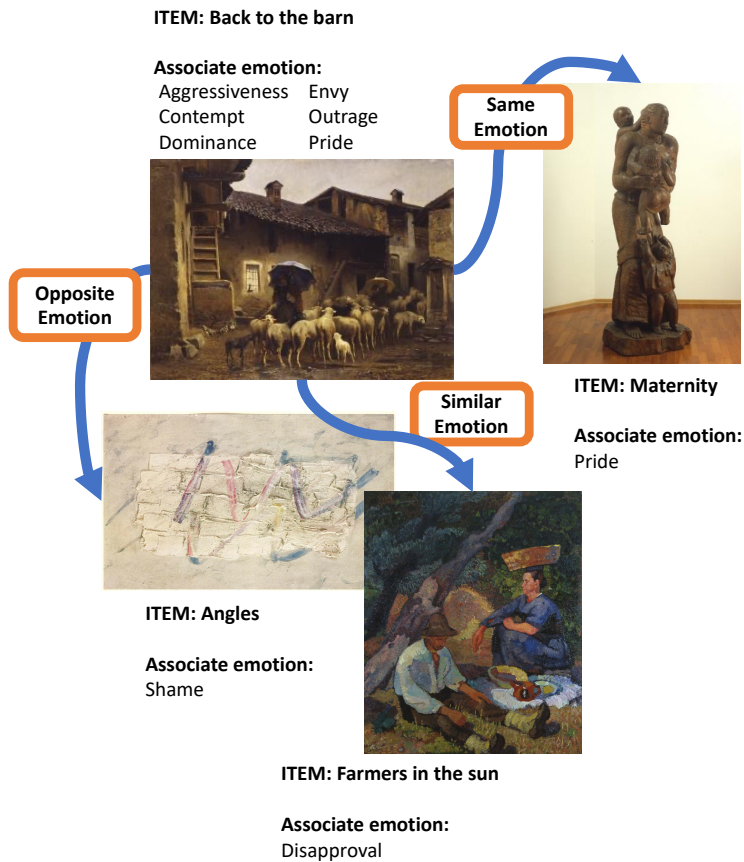 ITEM: Back to the barn
Associate emotion:
Aggressiveness Envy
Contempt Outrage
Dominance Pride
Same
Emotion
Opposite
Emotion
Similar
Emotion
ITEM: Maternity
Associate emotion:
Pride
ITEM: Angles
Associate emotion:
Shame
ITEM: Farmers in the sun
Associate emotion:
Disapproval